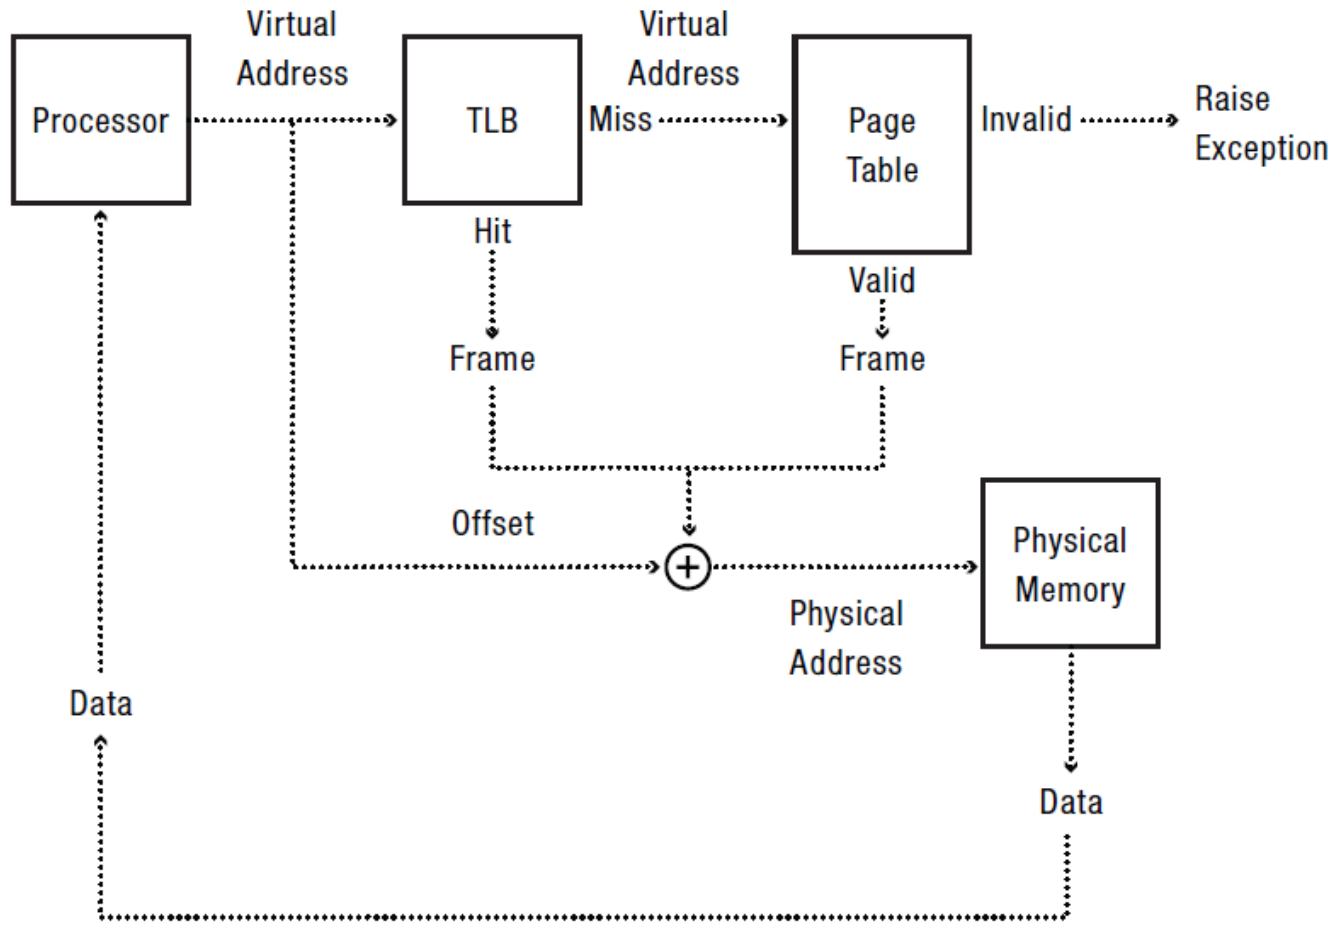 Virtual
Address
Virtual
Address
Processor
TLB
Miss
Page
Table
Invalid
Raise
Exception
Hit
Valid
Frame
Frame
Offset
+
Physical
Memory
Physical
Address
Data
Data